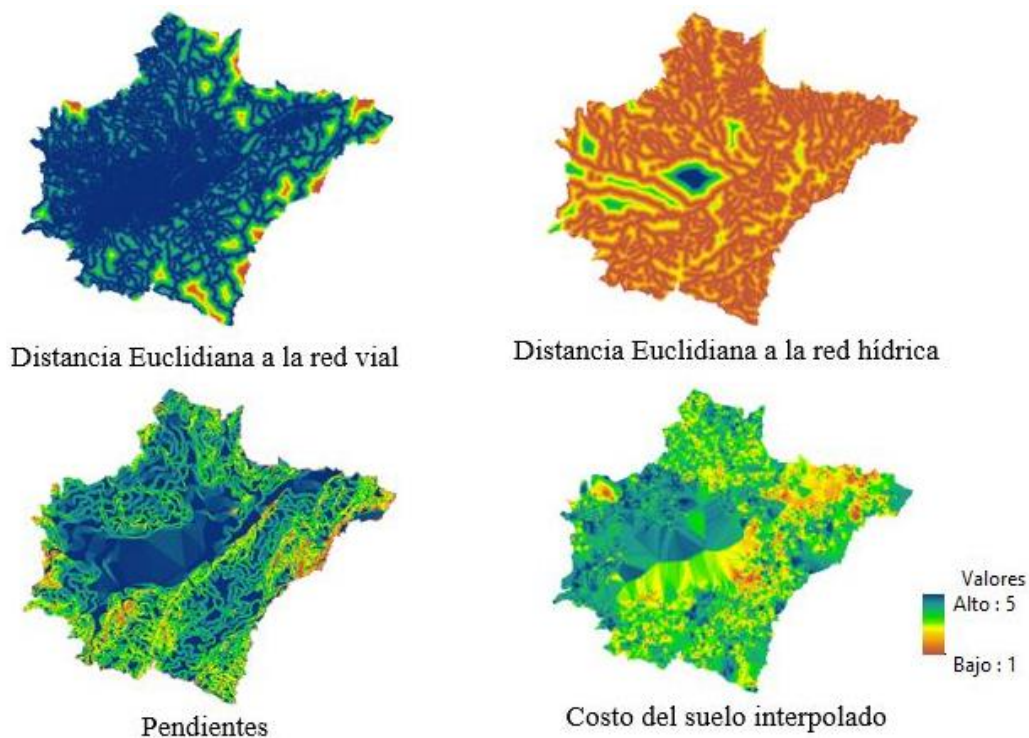 Distancia Euclidiana a la red vial
Distancia Euclidiana a la red hídrica
Pendientes
Costo del suelo interpolado
Valores
Alto : 5
Bajo : 1